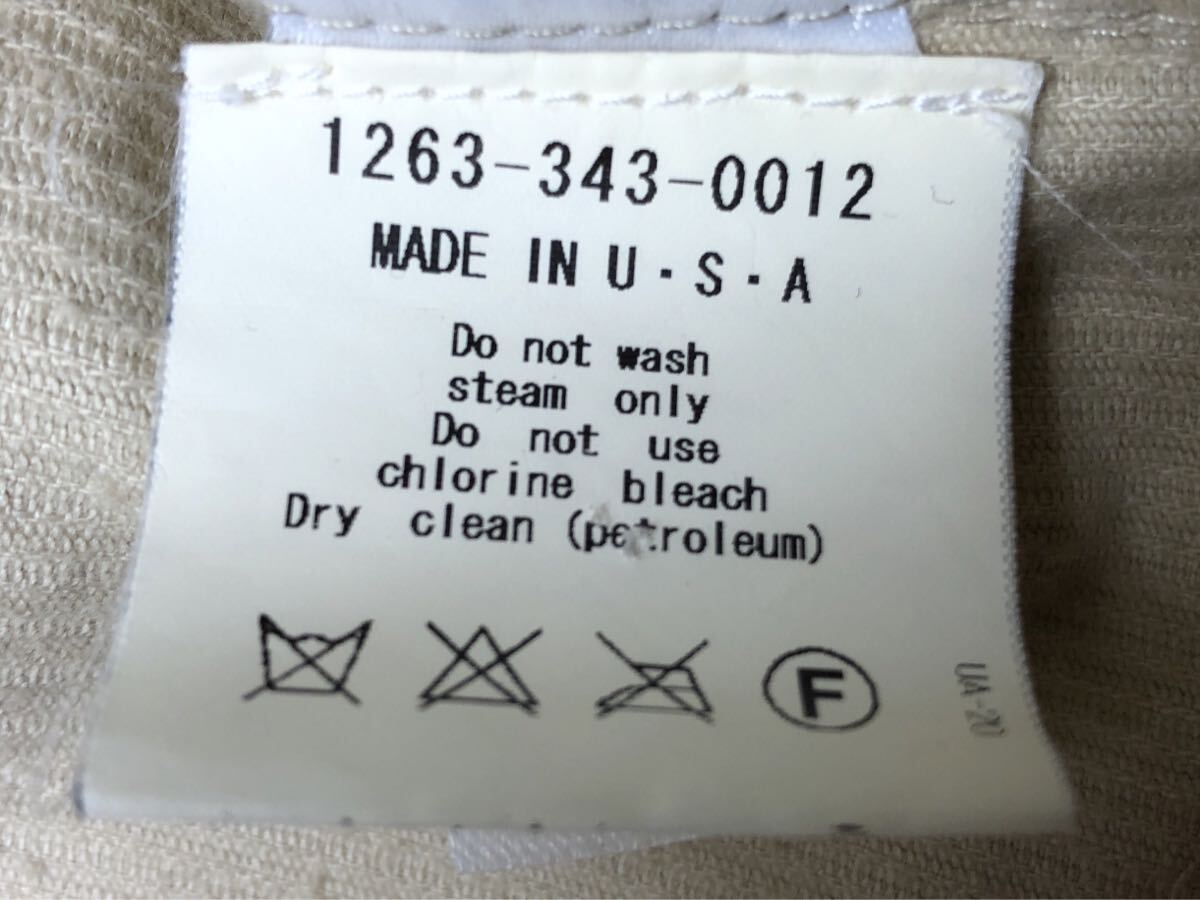 1263-343-0012
MADE IN U・S・A
Do not wash
steam only
Do not use
chlorine bleach
Dry clean (petroleum)
F
UA-20